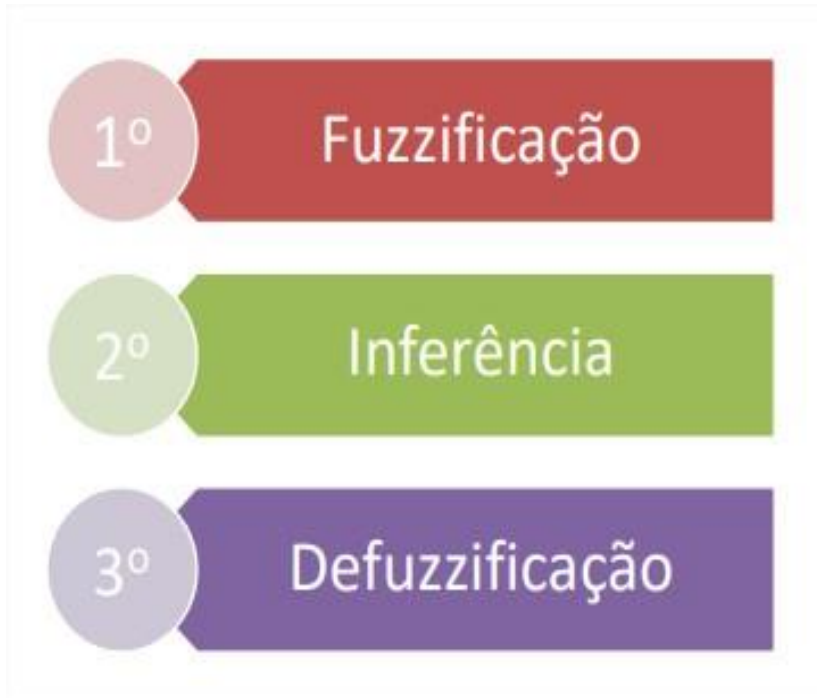 1º
Fuzzificação
2º
Inferência
3º
Defuzzificação